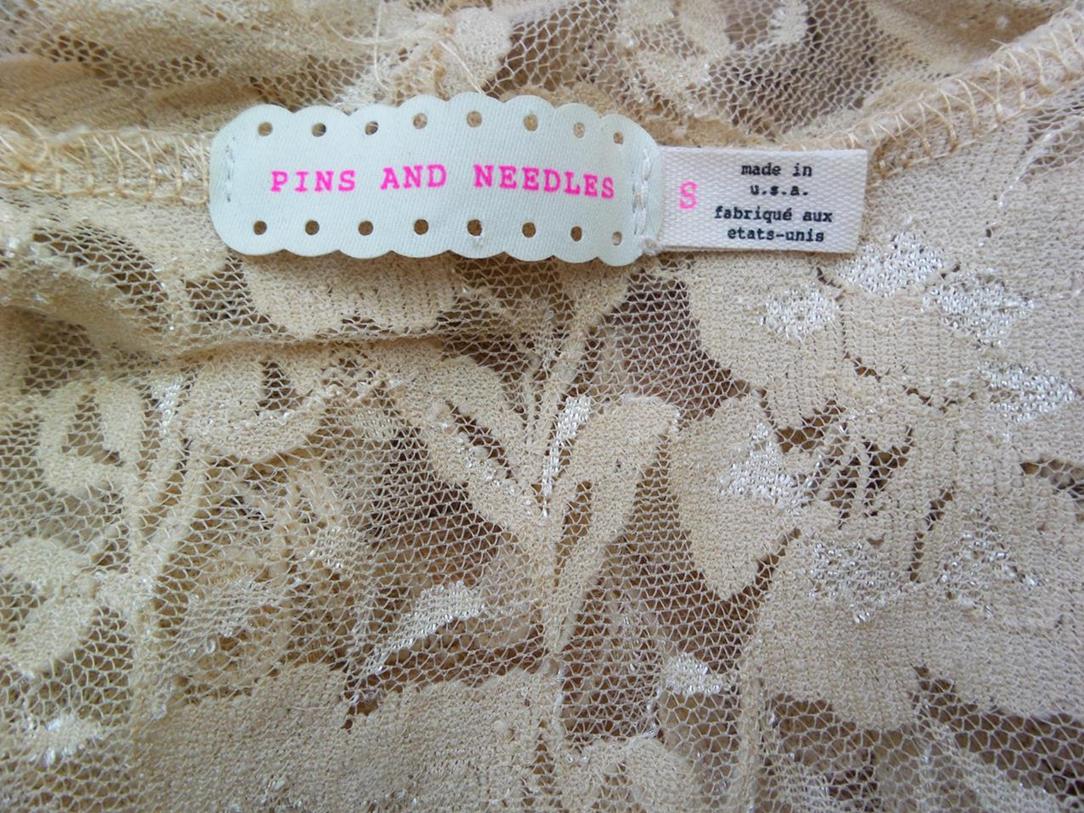 PINS AND NEEDLES
S
made in
u.s.a.
fabriqué aux
etats-unis